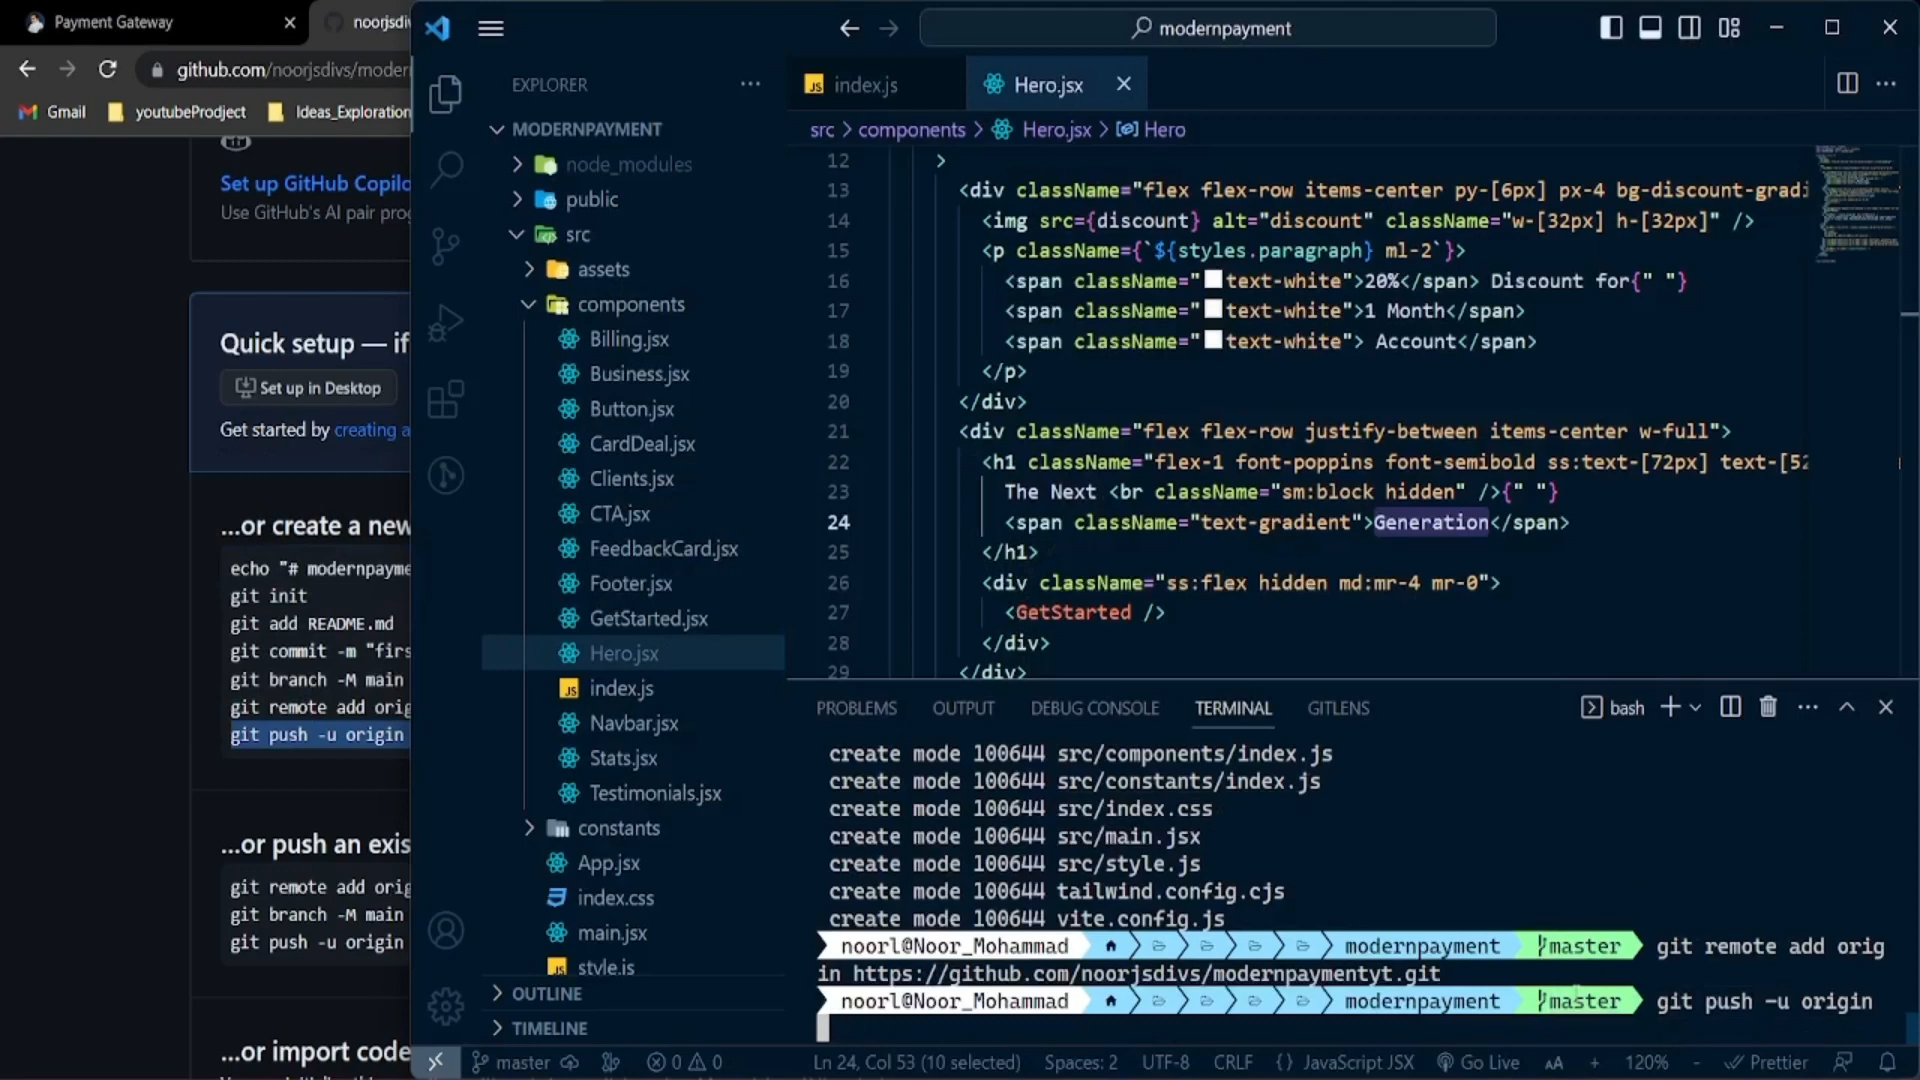 Payment Gateway
noorjsdiv
github.com/noorjsdivs/moder
Gmail
youtubeProdject
Ideas_Exploration
Set up GitHub Copilo
Use GitHub's AI pair prog
Quick setup — if
Set up in Desktop
Get started by creating a
...or create a new
echo "# modernpayme
git init
git add README.md
git commit -m "firs
git branch -M main
git remote add orig
git push -u origin
...or push an exis
git remote add orig
git branch -M main
git push -u origin
...or import code
modernpayment
EXPLORER
MODERNPAYMENT
node_modules
public
src
assets
components
Billing.jsx
Business.jsx
Button.jsx
CardDeal.jsx
Clients.jsx
CTA.jsx
FeedbackCard.jsx
Footer.jsx
GetStarted.jsx
Hero.jsx
index.js
Navbar.jsx
Stats.jsx
Testimonials.jsx
constants
App.jsx
index.css
main.jsx
style.js
OUTLINE
TIMELINE
index.js
Hero.jsx
src > components > Hero.jsx > Hero
12 >
13 <div className="flex flex-row items-center py-[6px] px-4 bg-discount-gradi
14 <img src={discount} alt="discount" className="w-[32px] h-[32px]" />
15 <p className={`${styles.paragraph} ml-2`}>
16 <span className="text-white">20%</span> Discount for{" "}
17 <span className="text-white">1 Month</span>
18 <span className="text-white"> Account</span>
19 </p>
20 </div>
21 <div className="flex flex-row justify-between items-center w-full">
22 <h1 className="flex-1 font-poppins font-semibold ss:text-[72px] text-[52
23 The Next <br className="sm:block hidden" />{" "}
24 <span className="text-gradient">Generation</span>
25 </h1>
26 <div className="ss:flex hidden md:mr-4 mr-0">
27 <GetStarted />
28 </div>
29 </div>
PROBLEMS OUTPUT DEBUG CONSOLE TERMINAL GITLENS
bash
create mode 100644 src/components/index.js
create mode 100644 src/constants/index.js
create mode 100644 src/index.css
create mode 100644 src/main.jsx
create mode 100644 src/style.js
create mode 100644 tailwind.config.cjs
create mode 100644 vite.config.js
noorl@Noor_Mohammad modernpayment master git remote add orig
in https://github.com/noorjsdivs/modernpaymentyt.git
noorl@Noor_Mohammad modernpayment master git push -u origin
master 0 0 Ln 24, Col 53 (10 selected) Spaces: 2 UTF-8 CRLF {} JavaScript JSX Go Live AA + 120% - Prettier